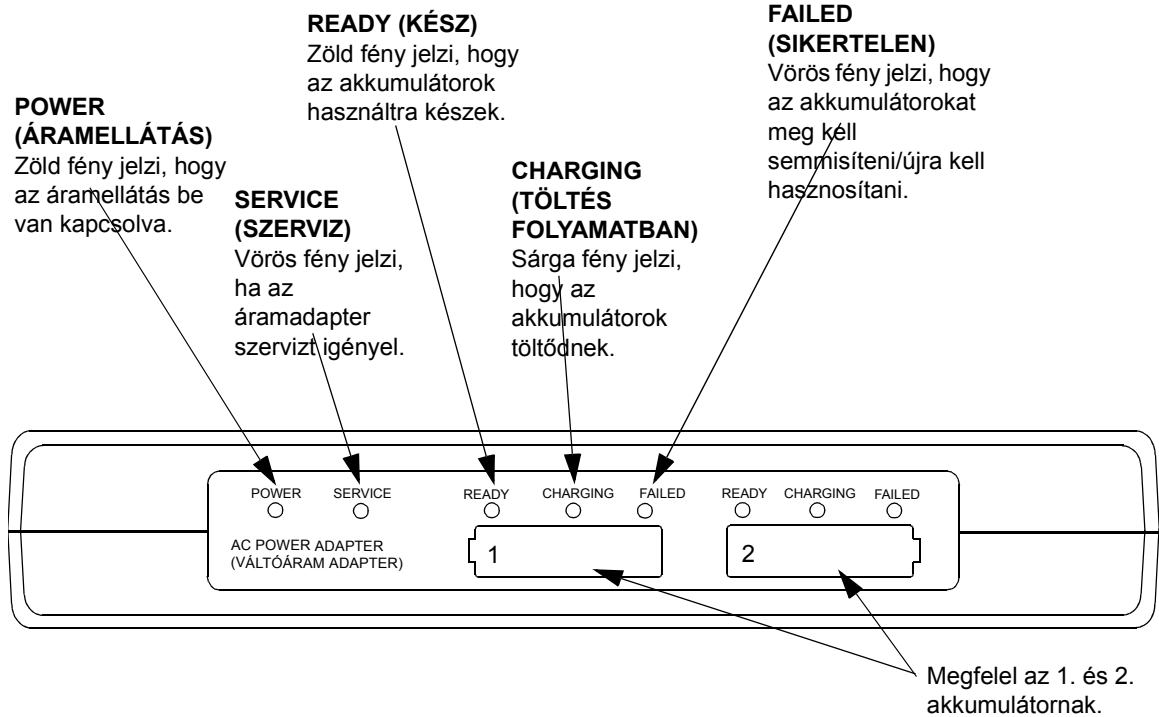 POWER
(ÁRAMELLÁTÁS)
Zöld fény jelzi, hogy
az áramellátás be
van kapcsolva.
SERVICE
(SZERVIZ)
Vörös fény jelzi,
ha az
áramadapter
szervizt igényel.
READY (KÉSZ)
Zöld fény jelzi, hogy
az akkumulátorok
használtra készek.
CHARGING
(TÖLTÉS
FOLYAMATBAN)
Sárga fény jelzi,
hogy az
akkumulátorok
töltődnek.
FAILED
(SIKERTELEN)
Vörös fény jelzi, hogy
az akkumulátorokat
meg kell
semmisíteni/újra kell
hasznosítani.
POWER SERVICE READY CHARGING FAILED READY CHARGING FAILED
AC POWER ADAPTER
(VÁLTÓÁRAM ADAPTER)
1
2
Megfelel az 1. és 2.
akkumulátornak.